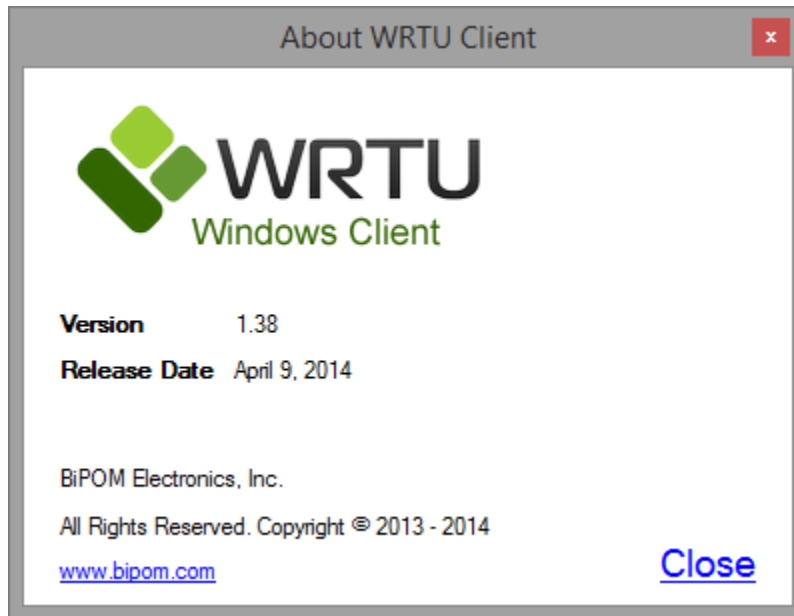 About WRTU Client
x
WRTU
Windows Client
Version 1.38
Release Date April 9, 2014
BiPOM Electronics, Inc.
All Rights Reserved. Copyright © 2013 - 2014
www.bipom.com
Close